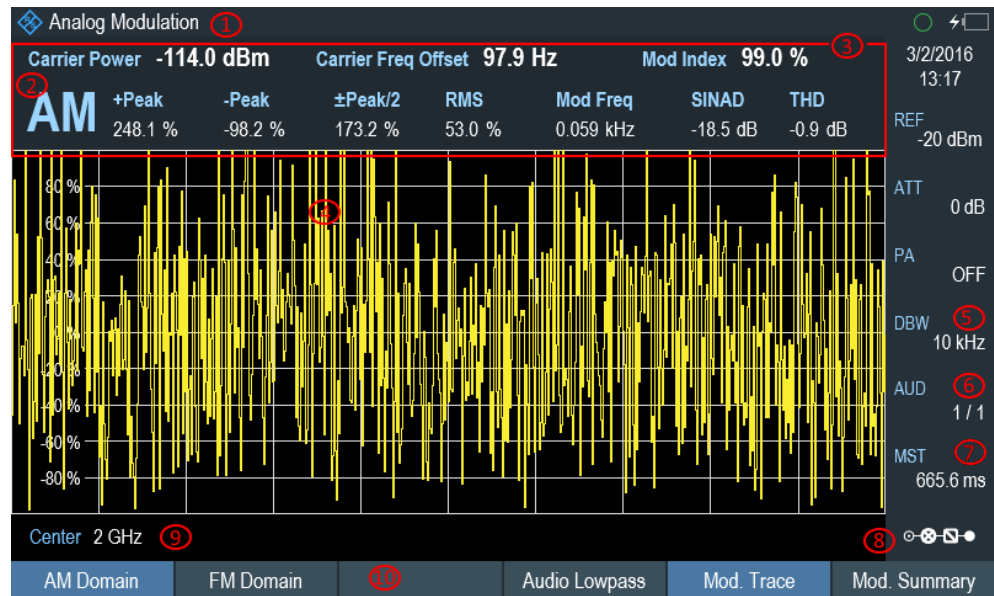 Analog Modulation 1
3
Carrier Power -114.0 dBm Carrier Freq Offset 97.9 Hz Mod Index 99.0 %
3/2/2016
13:17
2
AM
+Peak -Peak ±Peak/2 RMS Mod Freq SINAD THD
248.1 % -98.2 % 173.2 % 53.0 % 0.059 kHz -18.5 dB -0.9 dB
REF
-20 dBm
ATT
0 dB
PA
OFF
DBW 5
10 kHz
AUD 6
1 / 1
MST 7
665.6 ms
80 %
60 %
4
40 %
20 %
0 %
-20 %
-40 %
-60 %
-80 %
Center 2 GHz 9
8
AM Domain FM Domain 10 Audio Lowpass Mod. Trace Mod. Summary